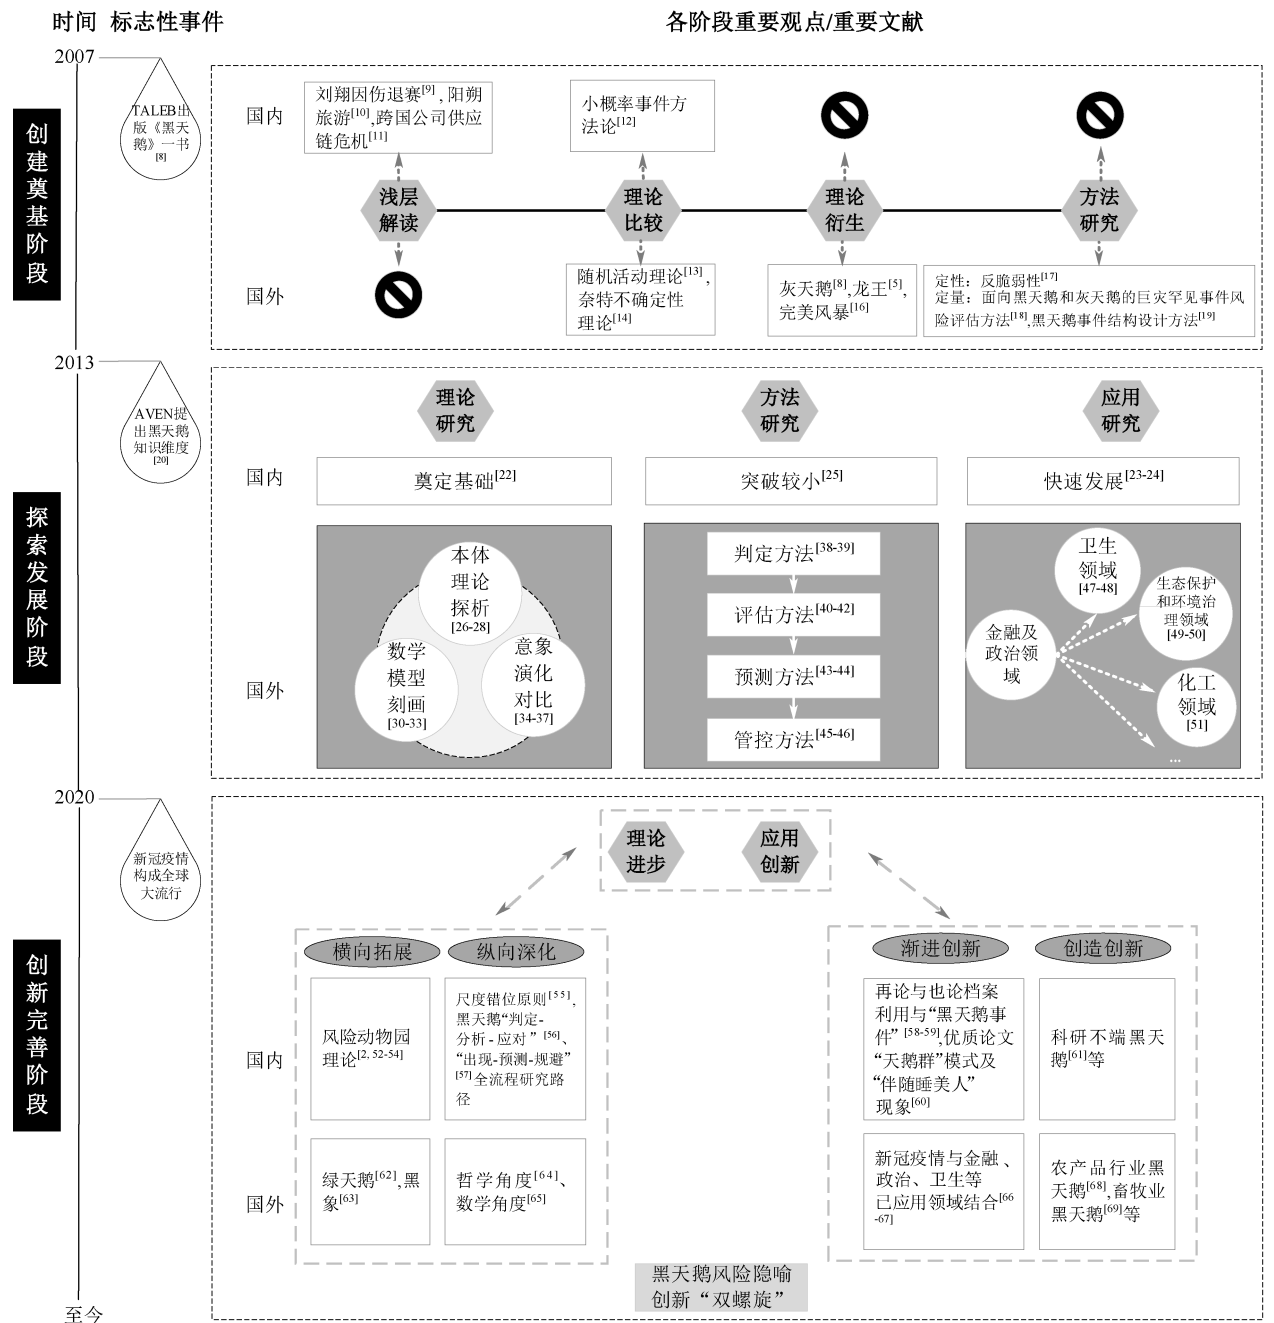 时间 标志性事件
各阶段重要观点/重要文献
2007
TALEB出
版《黑天
鹅》一书
[8]
创建奠基阶段
国内
刘翔因伤退赛[9],阳朔
旅游[10],跨国公司供应
链危机[11]
小概率事件方
法论[12]
浅层
解读
理论
比较
理论
衍生
方法
研究
国外
随机活动理论[13],
奈特不确定性
理论[14]
灰天鹅[8],龙王[5],
完美风暴[16]
定性：反脆弱性[17]
定量：面向黑天鹅和灰天鹅的巨灾罕见事件风
险评估方法[18],黑天鹅事件结构设计方法[19]
2013
AVEN提
出黑天鹅
知识维度
[20]
探索发展阶段
理论
研究
方法
研究
应用
研究
国内
奠定基础[22]
突破较小[25]
快速发展[23-24]
国外
本体
理论
探析
[26-28]
数学
模型
刻画
[30-33]
意象
演化
对比
[34-37]
判定方法[38-39]
评估方法[40-42]
预测方法[43-44]
管控方法[45-46]
金融及
政治领
域
卫生
领域
[47-48]
生态保护
和环境治
理领域
[49-50]
化工
领域
[51]
...
2020
新冠疫情
构成全球
大流行
创新完善阶段
理论
进步
应用
创新
横向拓展
纵向深化
渐进创新
创造创新
国内
风险动物园
理论[2, 52-54]
尺度错位原则[55],
黑天鹅“判定-
分析-应对”[56]、
“出现-预测-规避”
[57]全流程研究路
径
再论与也论档案
利用与“黑天鹅事
件”[58-59],优质论文
“天鹅群”模式及
“伴随睡美人”
现象[60]
科研不端黑天
鹅[61]等
国外
绿天鹅[62],黑
象[63]
哲学角度[64]、
数学角度[65]
新冠疫情与金融、
政治、卫生等
已应用领域结合[66
-67]
农产品行业黑
天鹅[68],畜牧业
黑天鹅[69]等
黑天鹅风险隐喻
创新“双螺旋”
至今